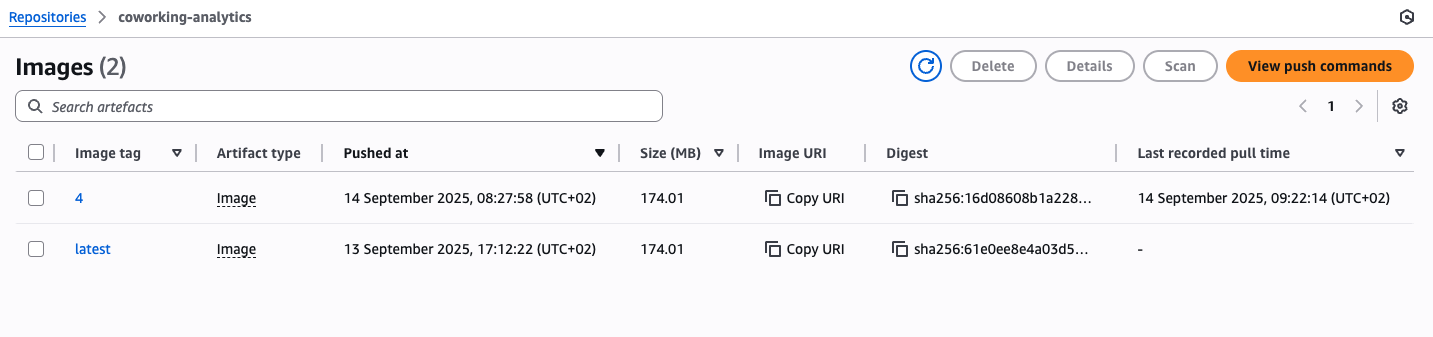 Repositories > coworking-analytics
Images (2) Delete Details Scan View push commands
Search artefacts 1
Image tag Artifact type Pushed at Size (MB) Image URI Digest Last recorded pull time
4 Image 14 September 2025, 08:27:58 (UTC+02) 174.01 Copy URI sha256:16d08608b1a228... 14 September 2025, 09:22:14 (UTC+02)
latest Image 13 September 2025, 17:12:22 (UTC+02) 174.01 Copy URI sha256:61e0ee8e4a03d5... -